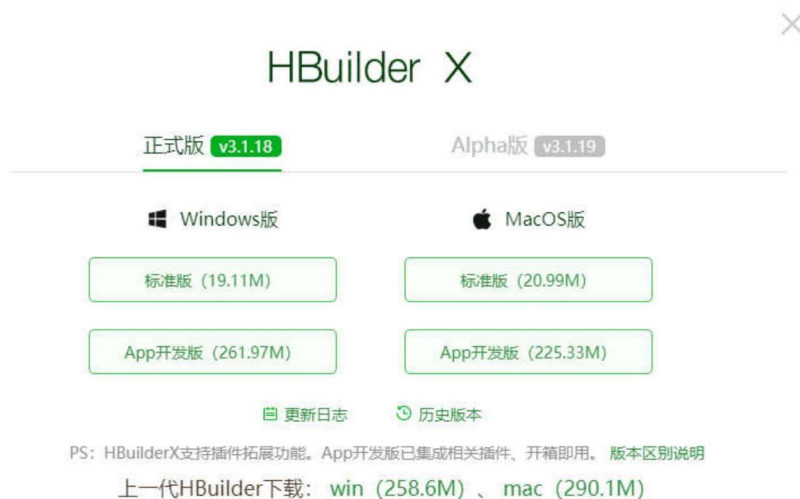 HBuilder X
正式版 v3.1.18 Alpha版 v3.1.19
Windows版 MacOS版
标准版（19.11M） 标准版（20.99M）
App开发版（261.97M） App开发版（225.33M）
更新日志 历史版本
PS：HBuilderX支持插件拓展功能。App开发版已集成相关插件、开箱即用。 版本区别说明
上一代HBuilder下载： win（258.6M）、 mac（290.1M）